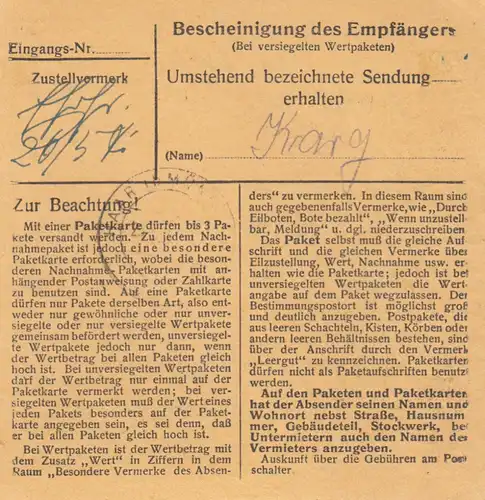 Bescheinigung des Empfängers
Eingangs-Nr.
(Bei versiegelten Wertpaketen)
Zustellvermerk
Umstehend bezeichnete Sendung
erhalten
20/5
Krarg
(Name)
Zur Beachtung!
Mit einer Paketkarte dürfen bis 3 Pa-
kete versandt werden. Zu jedem Nach-
nahmepaket ist jedoch eine besondere
Paketkarte erforderlich, wobei die beson-
deren Nachnahme-Paketkarten mit an-
hängender Postanweisung oder Zahlkarte
zu benutzen sind. Auf eine Paketkarte
dürfen nur Pakete derselben Art, also ent-
weder nur gewöhnliche oder nur unver-
siegelte oder nur versiegelte Wertpakete
gemeinsam befördert werden, unversie-
gelte Wertpakete jedoch nur dann, wenn
der Wertbetrag bei allen Paketen gleich
hoch ist. Bei unversiegelten Wertpaketen
darf der Wertbetrag nur einmal auf der
Paketkarte vermerkt werden; bei ver-
siegelten Wertpaketen muß der Wert eines
jeden Pakets besonders auf der Paket-
karte angegeben sein, es sei denn, daß
er bei allen Paketen gleich hoch ist.
Bei Wertpaketen ist der Wertbetrag mit
dem Zusatz „Wert" in Ziffern in dem
Raum „Besondere Vermerke des Absen-
ders" zu vermerken. In diesem Raum sind
auch gegebenenfalls Vermerke, wie „Durch
Eilboten, Bote bezahlt", „Wenn unzustell-
bar, Meldung" u. dgl. niederzuschreiben
Das Paket selbst muß die gleiche Auf
schrift und die gleichen Vermerke übe
Eilzustellung, Wert, Nachnahme usw. er
halten wie die Paketkarte; jedoch ist bei
unversiegelten Wertpaketen die Wert-
angabe auf dem Paket wegzulassen. De
Bestimmungspostort ist möglichst groß
und deutlich anzugeben. Postpakete, die
aus leeren Schachteln, Kisten, Körben oder
andern leeren Behältnissen bestehen, sind
über der Anschrift durch den Vermerk
„Leergut" zu kennzeichnen. Paketkarten
dürfen nicht als Paketaufschriften benutz
werden.
Auf den Paketen und Paketkarten
hat der Absender seinen Namen und
Wohnort nebst Straße, Hausnum
mer, Gebäudeteil, Stockwerk, be
Untermietern auch den Namen des
Vermieters anzugeben.
Auskunft über die Gebühren am Post
schalter